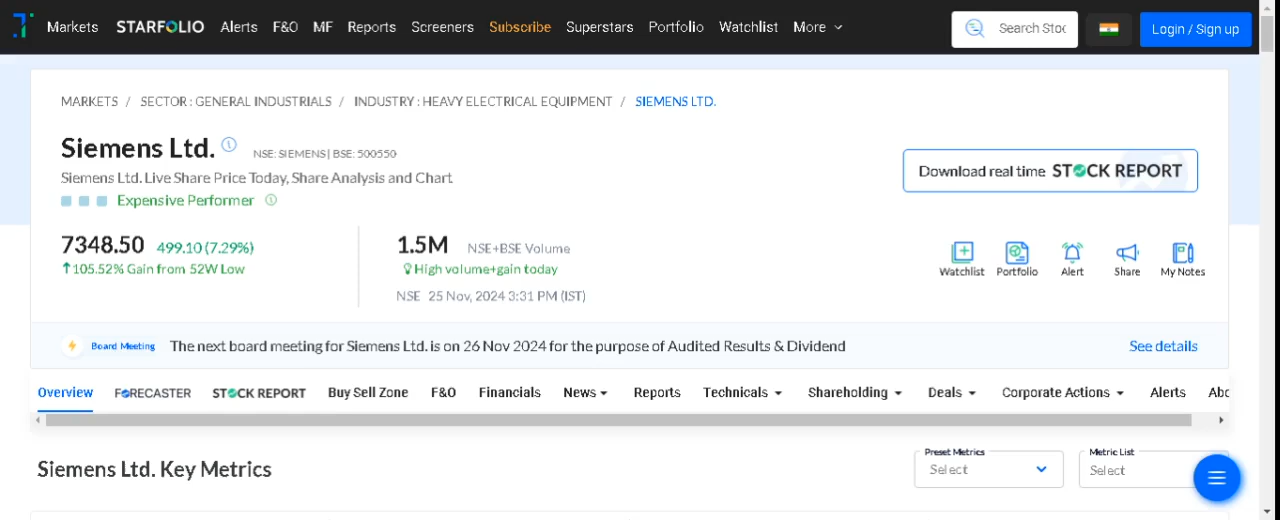 Markets STARFOLIO Alerts F&O MF Reports Screeners Subscribe Superstars Portfolio Watchlist More Search Stoc Login / Sign up
MARKETS / SECTOR : GENERAL INDUSTRIALS / INDUSTRY : HEAVY ELECTRICAL EQUIPMENT / SIEMENS LTD.
Siemens Ltd. NSE: SIEMENS | BSE: 500550
Siemens Ltd. Live Share Price Today, Share Analysis and Chart
Expensive Performer
Download real time STOCK REPORT
7348.50 499.10 (7.29%)
105.52% Gain from 52W Low
1.5M NSE+BSE Volume
High volume+gain today
NSE 25 Nov, 2024 3:31 PM (IST)
Watchlist Portfolio Alert Share My Notes
Board Meeting The next board meeting for Siemens Ltd. is on 26 Nov 2024 for the purpose of Audited Results & Dividend See details
Overview FORECASTER STOCK REPORT Buy Sell Zone F&O Financials News Reports Technicals Shareholding Deals Corporate Actions Alerts Abo
Siemens Ltd. Key Metrics
Preset Metrics
Select
Metric List
Select